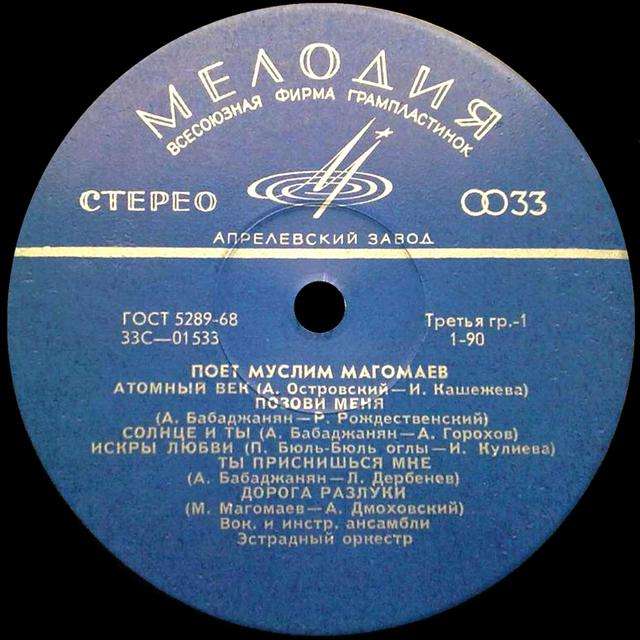 МЕЛОДИЯ
ВСЕСОЮЗНАЯ ФИРМА ГРАМПЛАСТИНОК
СТЕРЕО
33
АПРЕЛЕВСКИЙ ЗАВОД
ГОСТ 5289-68
Третья гр.-1
33С—01533
1-90
ПОЕТ МУСЛИМ МАГОМАЕВ
АТОМНЫЙ ВЕК (А. Островский—И. Кашежева)
ПОЗОВИ МЕНЯ
(А. Бабаджанян—Р. Рождественский)
СОЛНЦЕ И ТЫ (А. Бабаджанян—А. Горохов)
ИСКРЫ ЛЮБВИ (П. Бюль-Бюль оглы—И. Кулиева)
ТЫ ПРИСНИШЬСЯ МНЕ
(А. Бабаджанян—Л. Дербенев)
ДОРОГА РАЗЛУКИ
(М. Магомаев—А. Дмоховский)
Вок. и инстр. ансамбли
Эстрадный оркестр